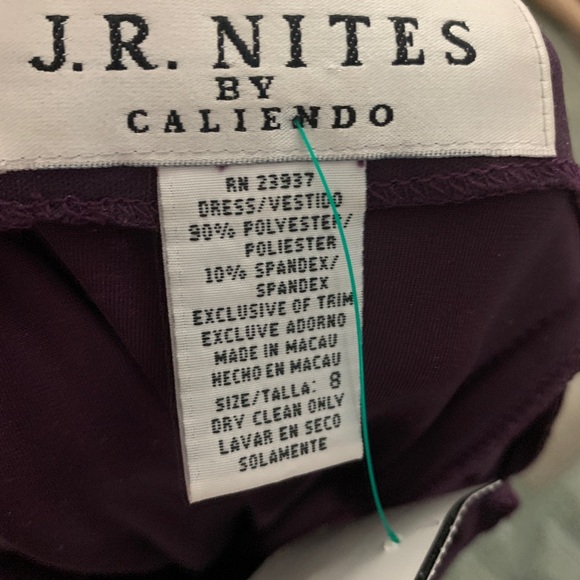 J.R. NITES
BY
CALIENDO
RN 23937
DRESS/VESTIDO
90% POLYESTER/
POLIESTER
10% SPANDEX/
SPANDEX
EXCLUSIVE OF TRIM
EXCLUVE ADORNO
MADE IN MACAU
HECHO EN MACAU
SIZE/TALLA: 8
DRY CLEAN ONLY
LAVAR EN SECO
SOLAMENTE